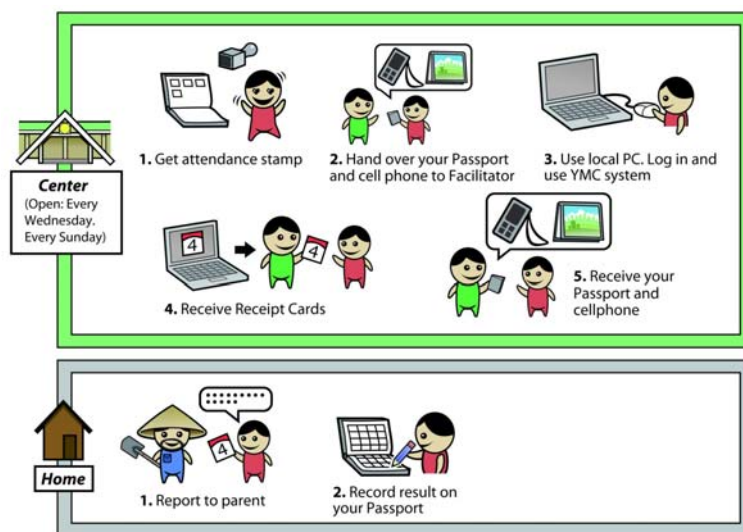 Center
(Open: Every
Wednesday.
Every Sunday)
1. Get attendance stamp
2. Hand over your Passport
and cell phone to Facilitator
3. Use local PC. Log in and
use YMC system
4
4
4. Receive Receipt Cards
5. Receive your
Passport and
cellphone
Home
4
1. Report to parent
2. Record result on
your Passport